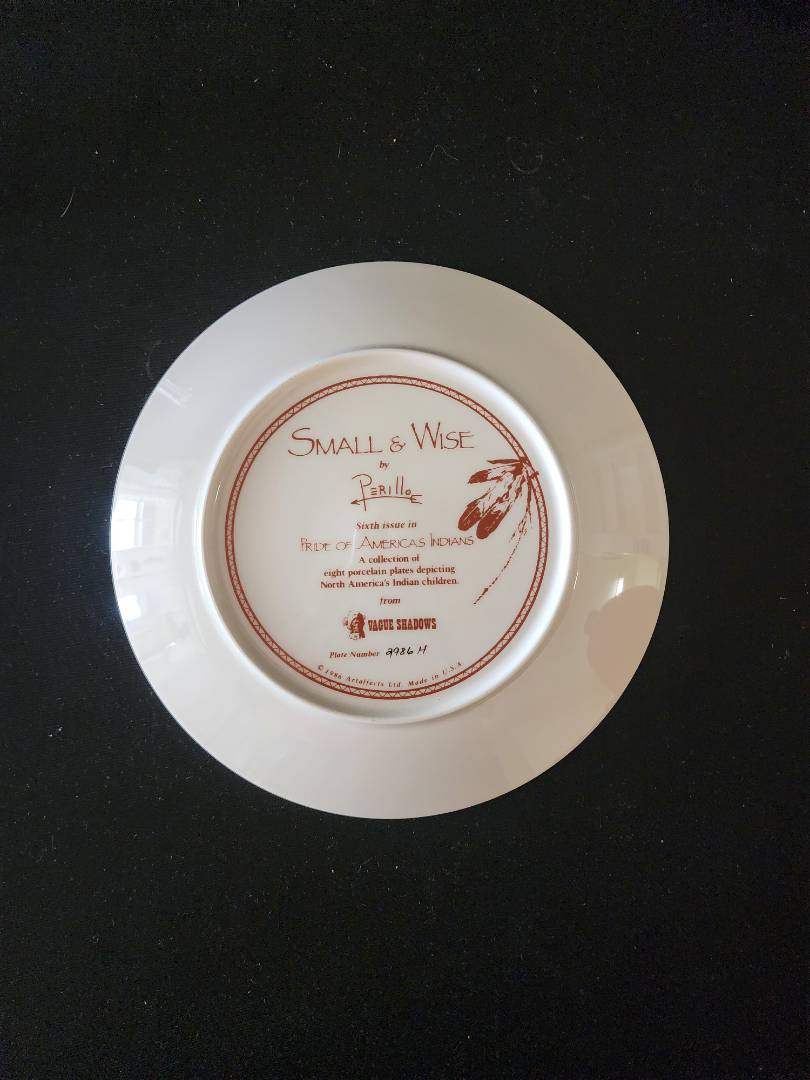 SMALL & WISE
by
PERILLO
Sixth issue in
PRIDE OF AMERICA'S INDIANS
A collection of
eight porcelain plates depicting
North America's Indian children.
from
VAGUE SHADOWS
Plate Number 2986 H
© 1986 Artaffects Ltd. Made in U.S.A.